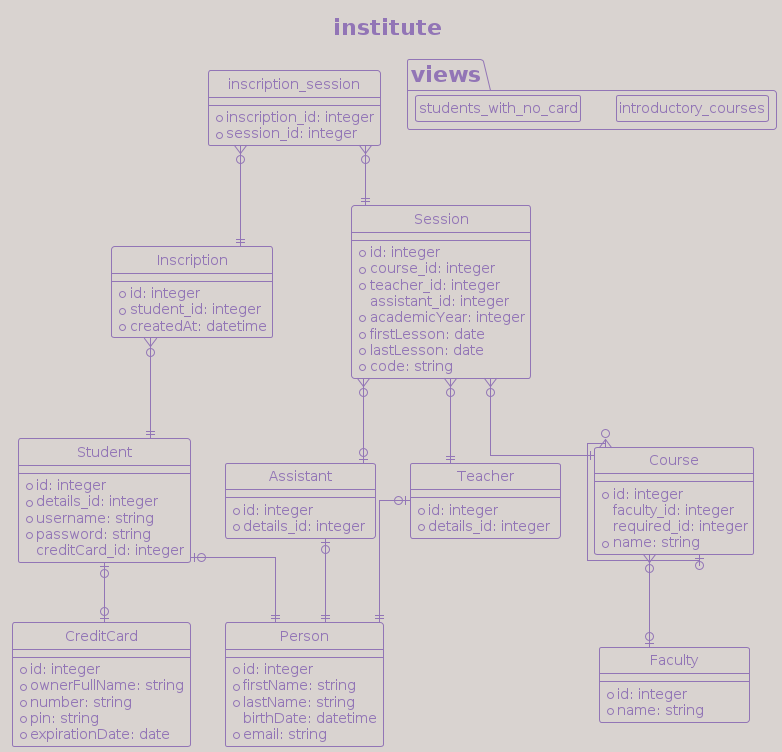 institute
views
students_with_no_card
introductory_courses
inscription_session
inscription_id: integer
session_id: integer
Session
id: integer
course_id: integer
teacher_id: integer
assistant_id: integer
academicYear: integer
firstLesson: date
lastLesson: date
code: string
Inscription
id: integer
student_id: integer
createdAt: datetime
Student
id: integer
details_id: integer
username: string
password: string
creditCard_id: integer
Assistant
id: integer
details_id: integer
Teacher
id: integer
details_id: integer
Course
id: integer
faculty_id: integer
required_id: integer
name: string
CreditCard
id: integer
ownerFullName: string
number: string
pin: string
expirationDate: date
Person
id: integer
firstName: string
lastName: string
birthDate: datetime
email: string
Faculty
id: integer
name: string